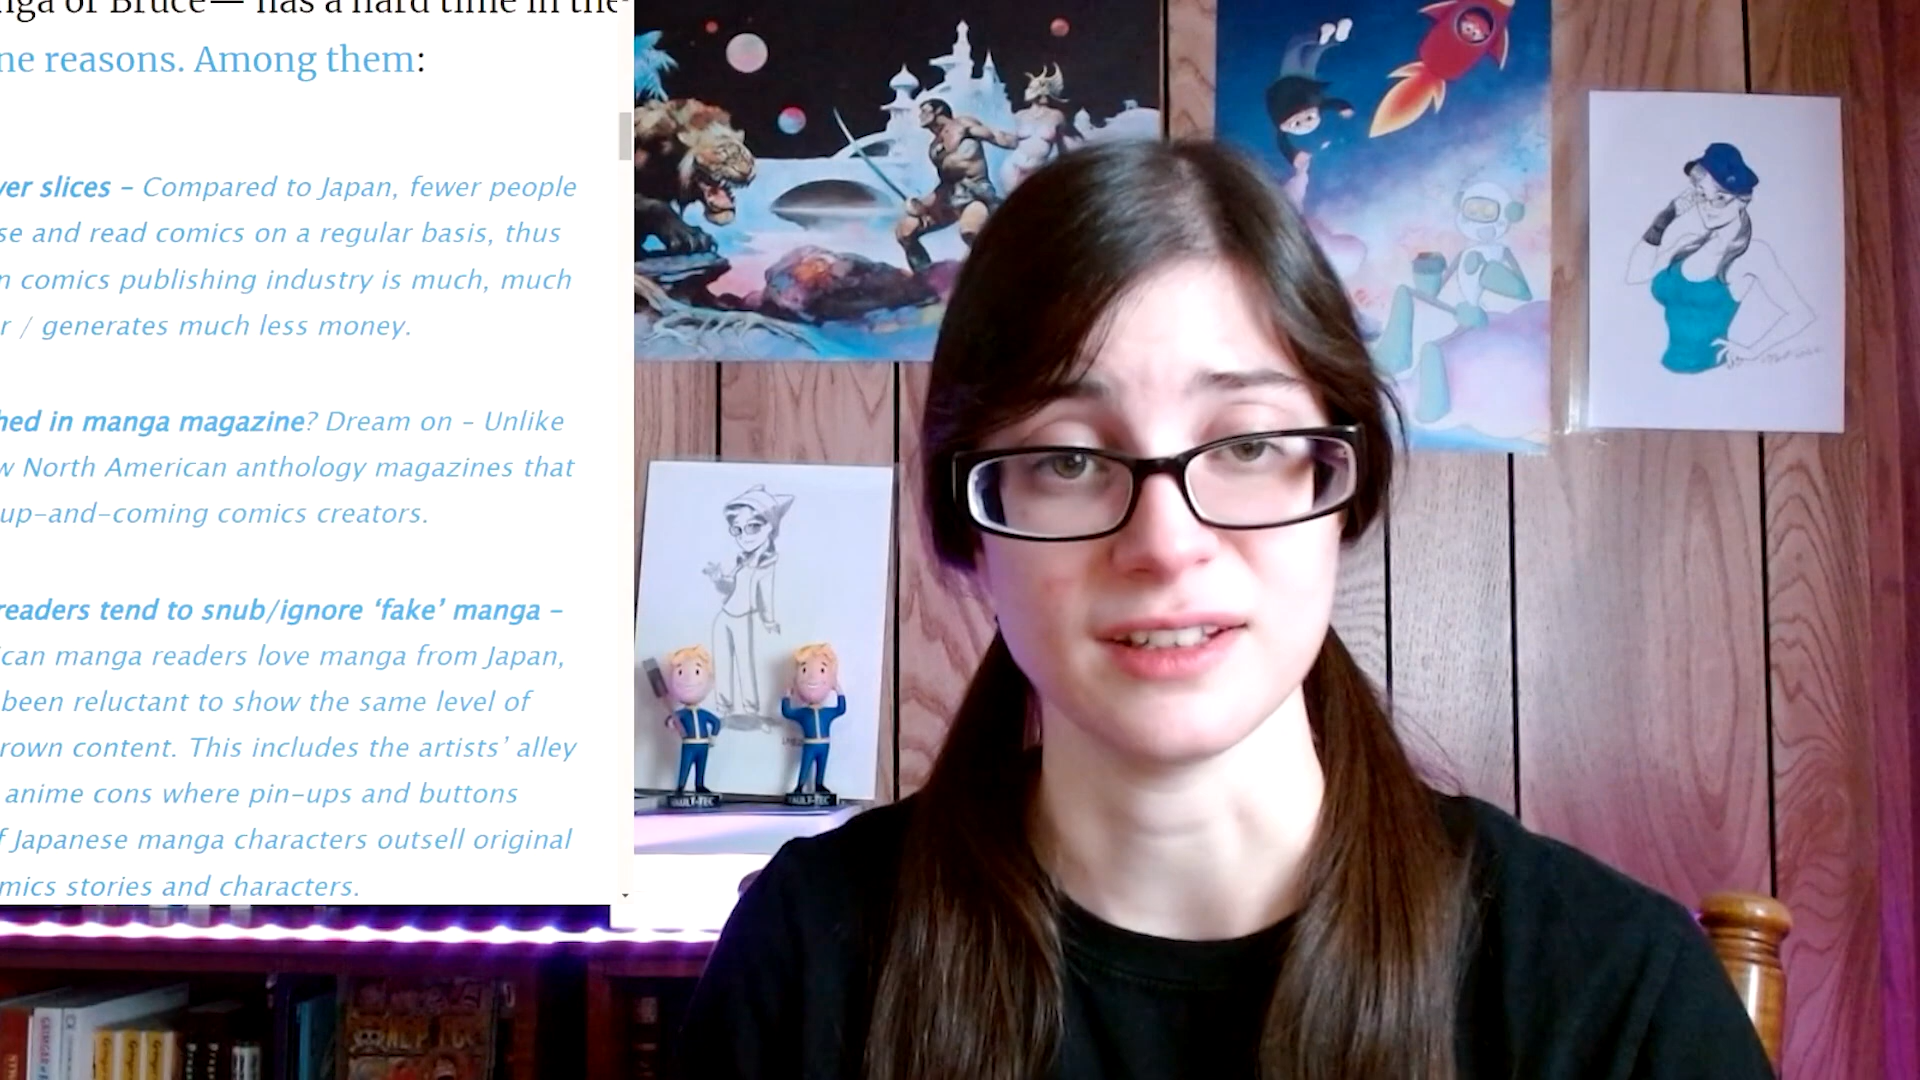 nga of Bruce— has a hard time in the
ne reasons. Among them:
ver slices – Compared to Japan, fewer people
se and read comics on a regular basis, thus
n comics publishing industry is much, much
r / generates much less money.
hed in manga magazine? Dream on – Unlike
w North American anthology magazines that
up-and-coming comics creators.
readers tend to snub/ignore ‘fake’ manga –
can manga readers love manga from Japan,
been reluctant to show the same level of
rown content. This includes the artists’ alley
anime cons where pin-ups and buttons
f Japanese manga characters outsell original
mics stories and characters.
VAULT-TEC
VAULT-TEC